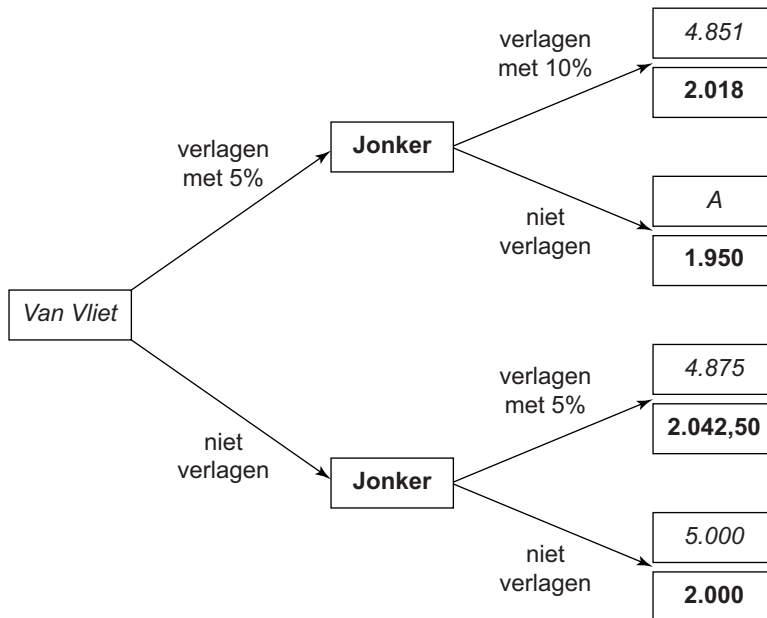 verlagen
met 10%
4.851
2.018
verlagen
met 5%
Jonker
niet
verlagen
A
1.950
Van Vliet
niet
verlagen
Jonker
verlagen
met 5%
4.875
2.042,50
niet
verlagen
5.000
2.000